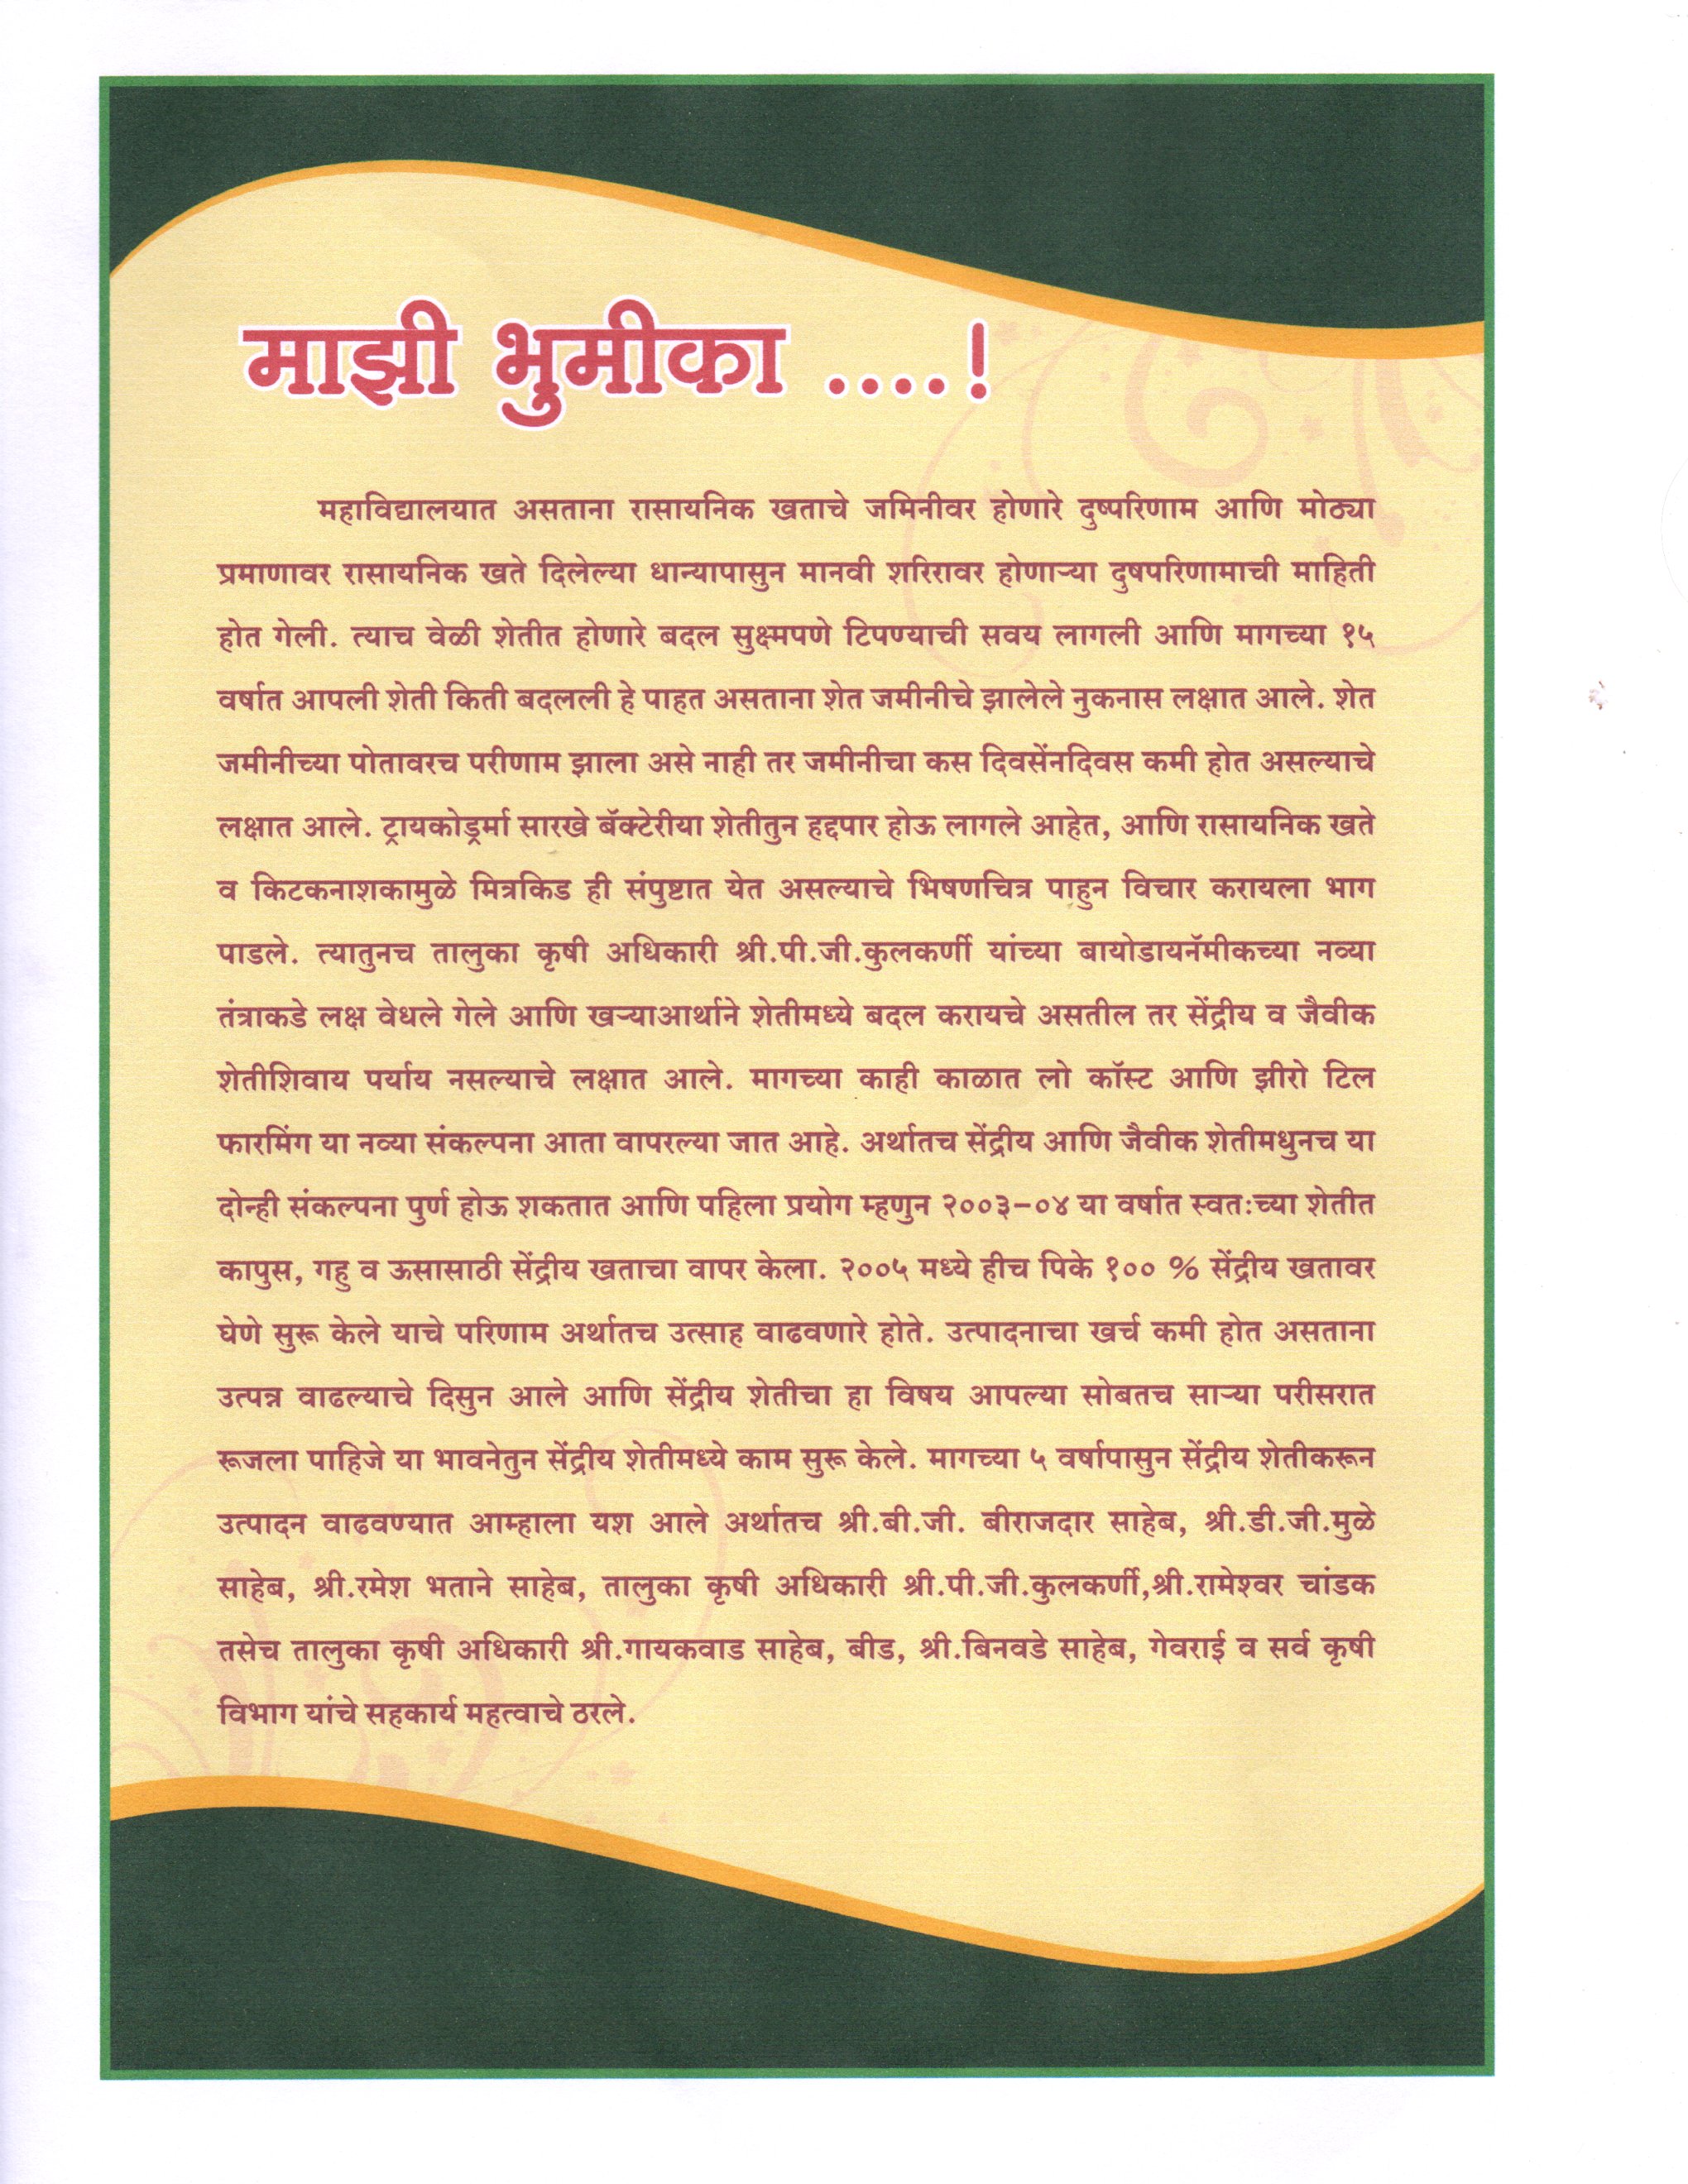 माझी भुमीका ....!
महाविद्यालयात असताना रासायनिक खताचे जमिनीवर होणारे दुष्परिणाम आणि मोठ्या
प्रमाणावर रासायनिक खते दिलेल्या धान्यापासुन मानवी शरिरावर होणाऱ्या दुषपरिणामाची माहिती
होत गेली. त्याच वेळी शेतीत होणारे बदल सुक्ष्मपणे टिपण्याची सवय लागली आणि मागच्या १५
वर्षात आपली शेती किती बदलली हे पाहत असताना शेत जमीनीचे झालेले नुकनास लक्षात आले. शेत
जमीनीच्या पोतावरच परीणाम झाला असे नाही तर जमीनीचा कस दिवसेंनदिवस कमी होत असल्याचे
लक्षात आले. ट्रायकोड्रर्मा सारखे बॅक्टेरीया शेतीतुन हद्दपार होऊ लागले आहेत, आणि रासायनिक खते
व किटकनाशकामुळे मित्रकिड ही संपुष्टात येत असल्याचे भिषणचित्र पाहुन विचार करायला भाग
पाडले. त्यातुनच तालुका कृषी अधिकारी श्री.पी.जी.कुलकर्णी यांच्या बायोडायनॅमीकच्या नव्या
तंत्राकडे लक्ष वेधले गेले आणि खऱ्याआर्थाने शेतीमध्ये बदल करायचे असतील तर सेंद्रीय व जैवीक
शेतीशिवाय पर्याय नसल्याचे लक्षात आले. मागच्या काही काळात लो कॉस्ट आणि झीरो टिल
फारमिंग या नव्या संकल्पना आता वापरल्या जात आहे. अर्थातच सेंद्रीय आणि जैवीक शेतीमधुनच या
दोन्ही संकल्पना पुर्ण होऊ शकतात आणि पहिला प्रयोग म्हणुन २००३-०४ या वर्षात स्वतःच्या शेतीत
कापुस, गहु व ऊसासाठी सेंद्रीय खताचा वापर केला. २००५ मध्ये हीच पिके १०० % सेंद्रीय खतावर
घेणे सुरू केले याचे परिणाम अर्थातच उत्साह वाढवणारे होते. उत्पादनाचा खर्च कमी होत असताना
उत्पन्न वाढल्याचे दिसुन आले आणि सेंद्रीय शेतीचा हा विषय आपल्या सोबतच साऱ्या परीसरात
रूजला पाहिजे या भावनेतुन सेंद्रीय शेतीमध्ये काम सुरू केले. मागच्या ५ वर्षापासुन सेंद्रीय शेतीकरून
उत्पादन वाढवण्यात आम्हाला यश आले अर्थातच श्री.बी.जी. बीराजदार साहेब, श्री.डी.जी.मुळे
साहेब, श्री.रमेश भताने साहेब, तालुका कृषी अधिकारी श्री.पी.जी.कुलकर्णी,श्री.रामेश्वर चांडक
तसेच तालुका कृषी अधिकारी श्री.गायकवाड साहेब, बीड, श्री.बिनवडे साहेब, गेवराई व सर्व कृषी
विभाग यांचे सहकार्य महत्वाचे ठरले.